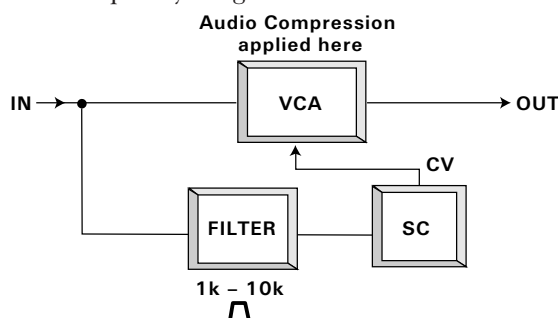 Audio Compression
applied here
IN
VCA
OUT
CV
FILTER
SC
1k – 10k